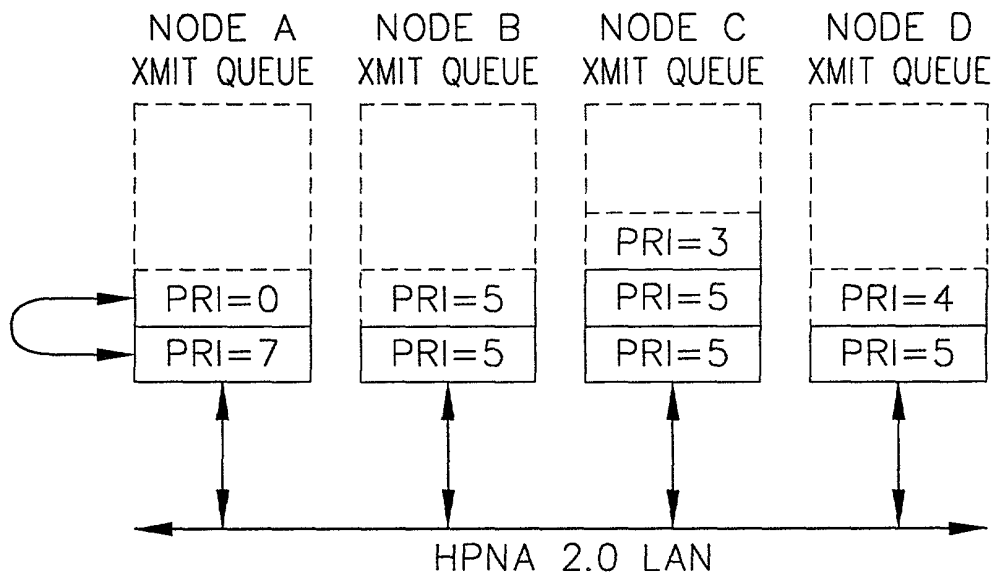 NODE A NODE B NODE C NODE D
XMIT QUEUE XMIT QUEUE XMIT QUEUE XMIT QUEUE
PRI=3
PRI=0 PRI=5 PRI=5 PRI=4
PRI=7 PRI=5 PRI=5 PRI=5
HPNA 2.0 LAN